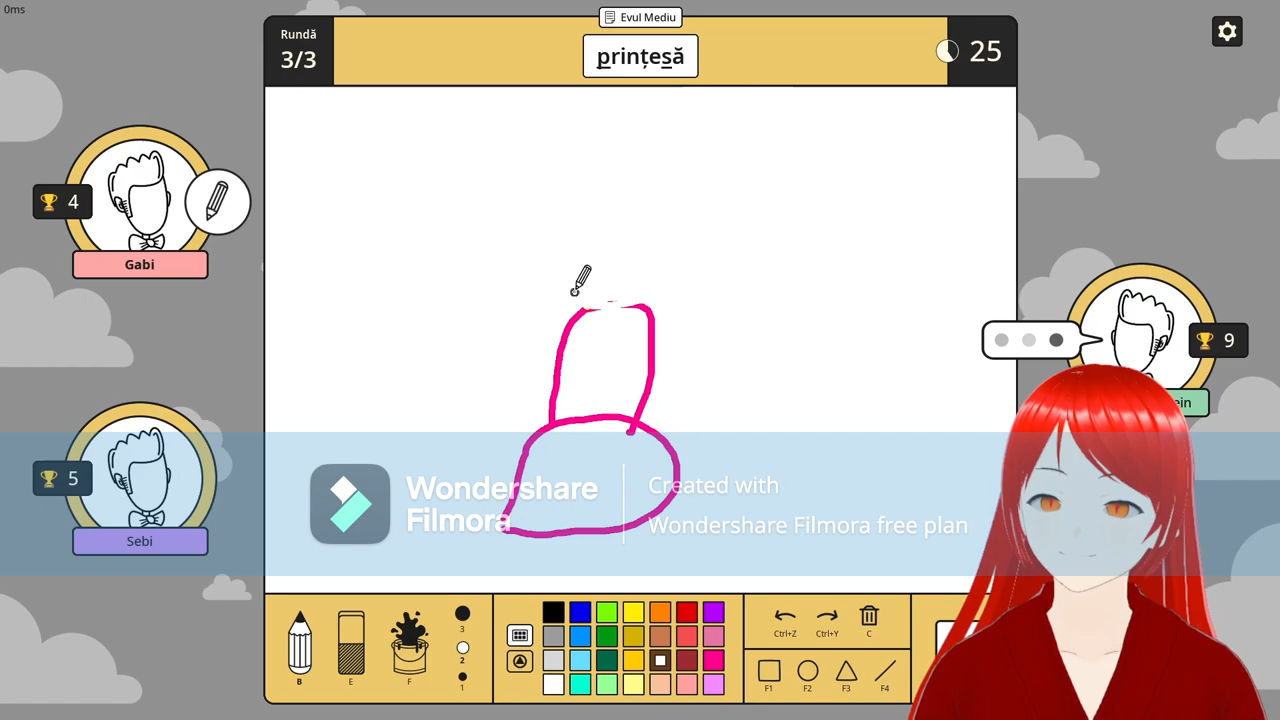 0ms
Evul Mediu
Rundă
3/3
prințesă
25
4
Gabi
9
ein
5
Sebi
Wondershare
Filmora
Created with
Wondershare Filmora free plan
3
2
1
B
E
F
Ctrl+Z
Ctrl+Y
C
F1
F2
F3
F4